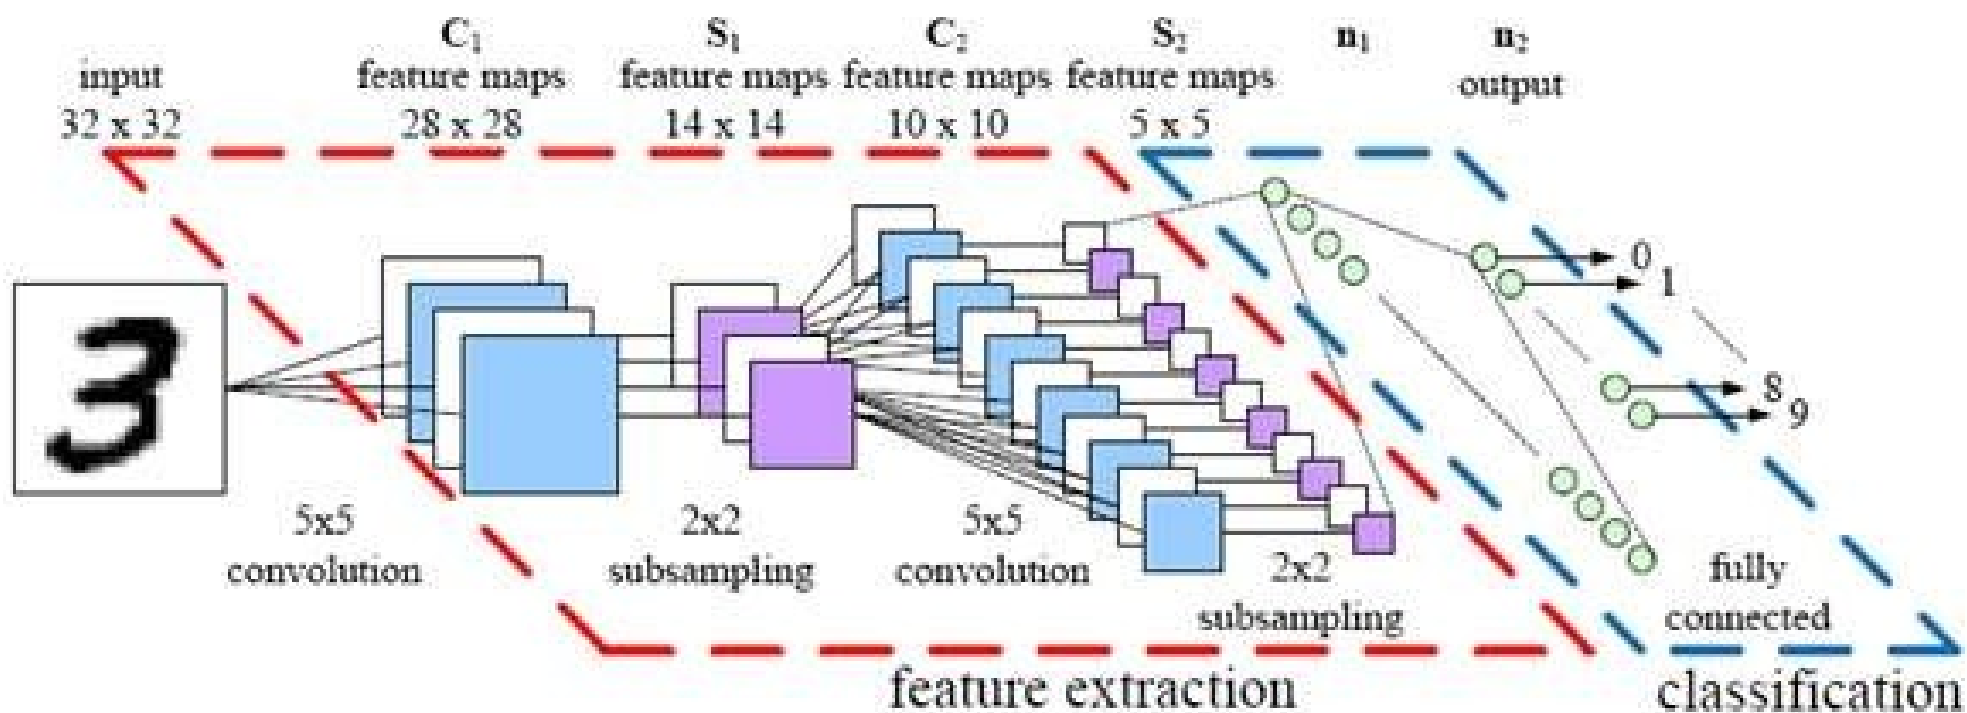 C₁ S₁ C₂ S₂ n₁ n₂
input feature maps feature maps feature maps feature maps output
32 x 32 28 x 28 14 x 14 10 x 10 5 x 5
3
0
1
8
9
5x5 2x2 5x5 2x2 fully
convolution subsampling convolution subsampling connected
feature extraction classification